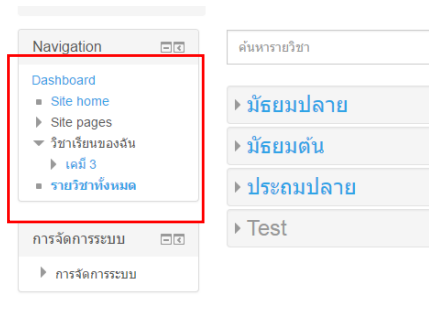 Navigation
Dashboard
Site home
Site pages
วิชาเรียนของฉัน
เคมี 3
รายวิชาทั้งหมด
การจัดการระบบ
การจัดการระบบ
ค้นหารายวิชา
มัธยมปลาย
มัธยมต้น
ประถมปลาย
Test